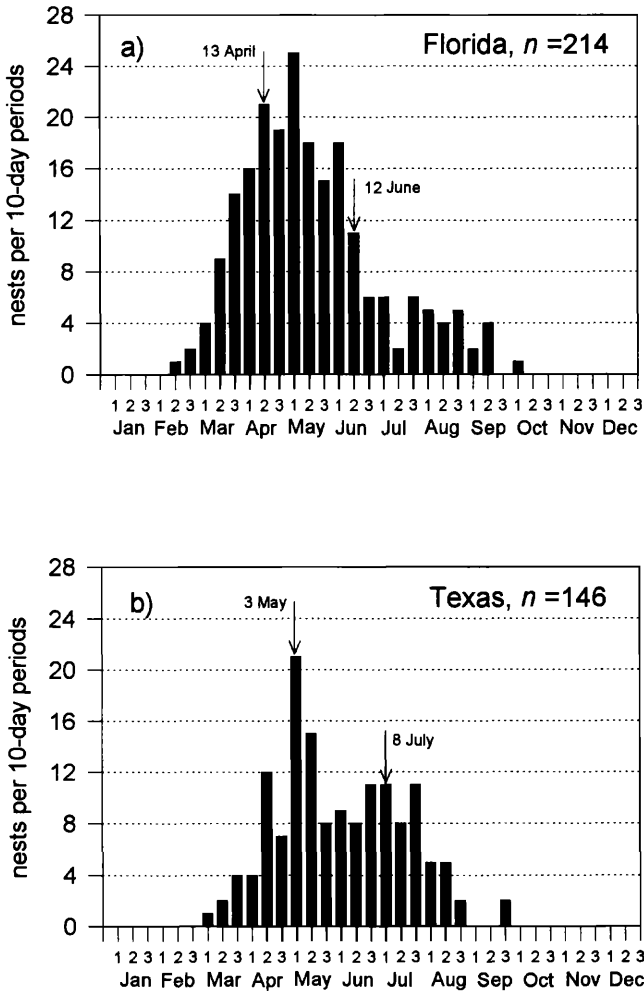 a)
Florida, n =214
13 April
12 June
nests per 10-day periods
28
24
20
16
12
8
4
0
1 2 3 1 2 3 1 2 3 1 2 3 1 2 3 1 2 3 1 2 3 1 2 3 1 2 3 1 2 3 1 2 3 1 2 3
Jan Feb Mar Apr May Jun Jul Aug Sep Oct Nov Dec
b)
Texas, n =146
3 May
8 July
nests per 10-day periods
28
24
20
16
12
8
4
0
1 2 3 1 2 3 1 2 3 1 2 3 1 2 3 1 2 3 1 2 3 1 2 3 1 2 3 1 2 3 1 2 3 1 2 3
Jan Feb Mar Apr May Jun Jul Aug Sep Oct Nov Dec